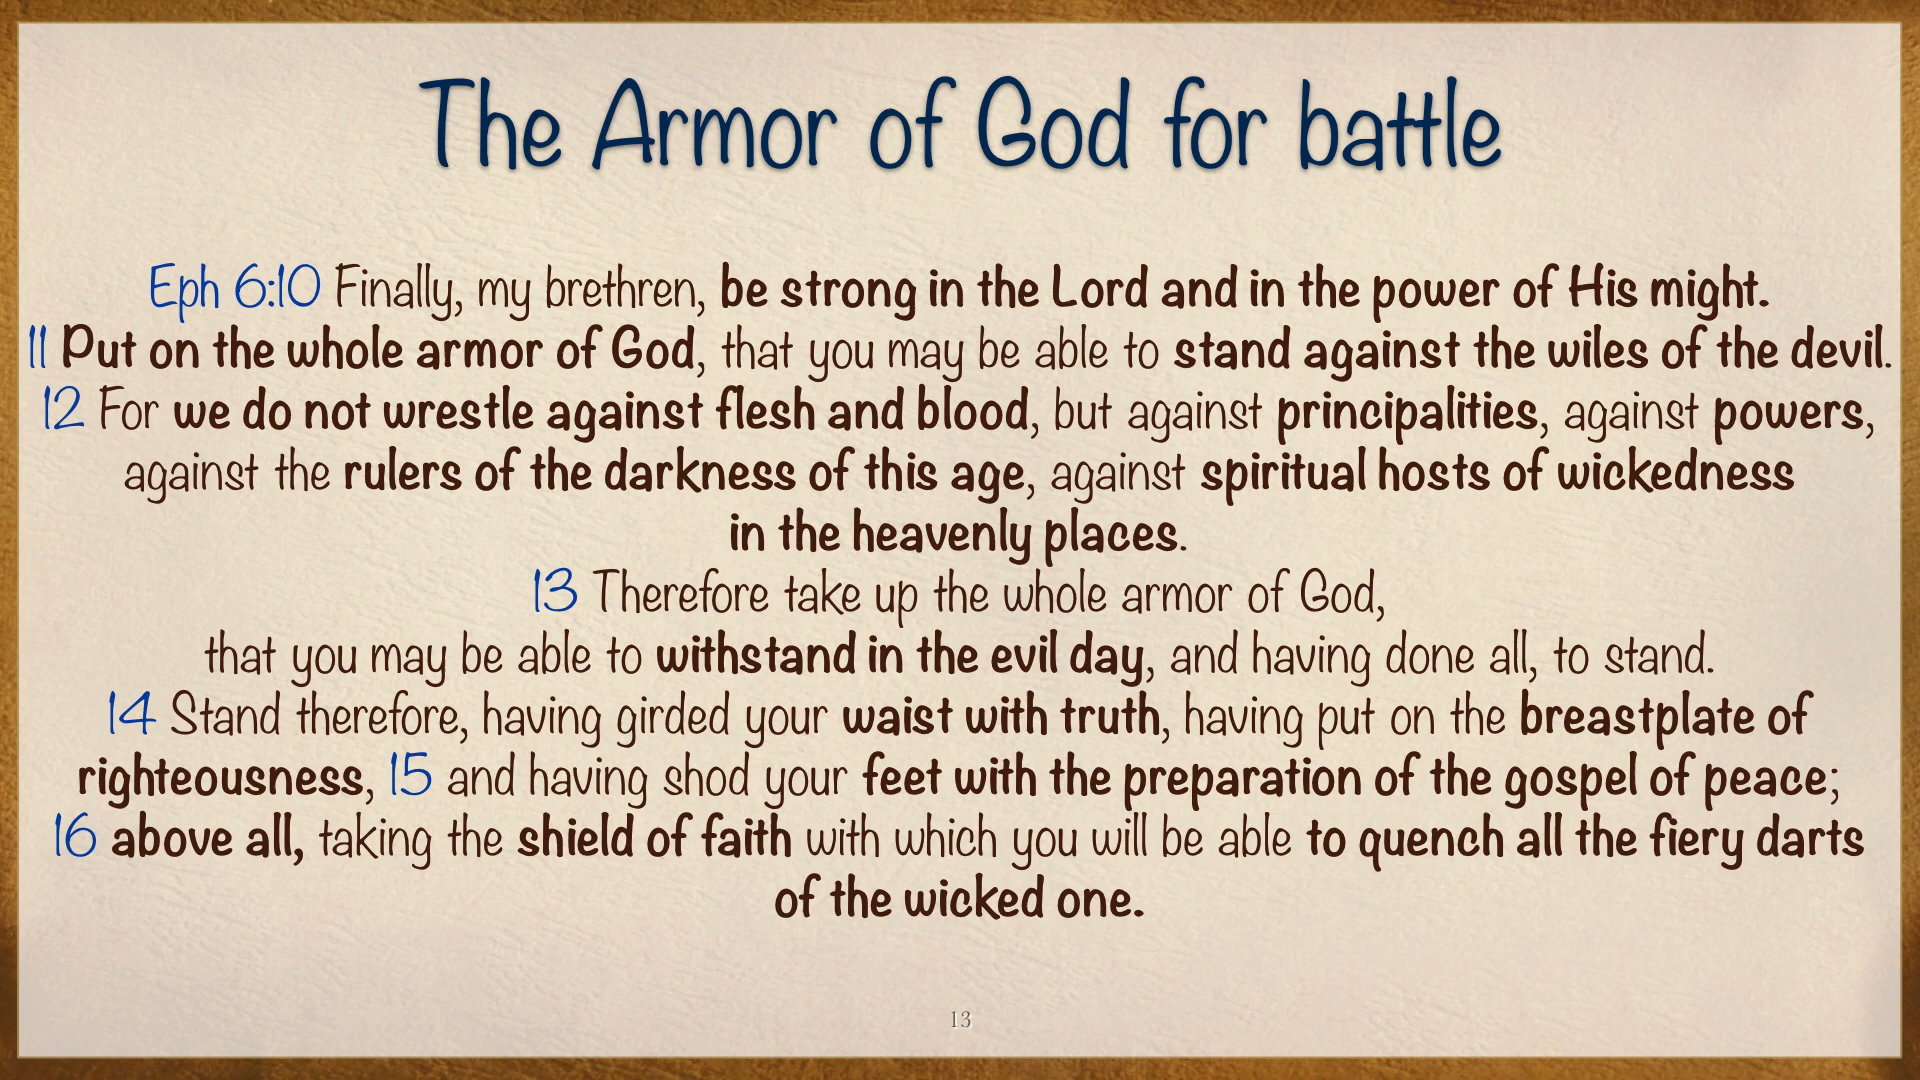 The Armor of God for battle
Eph 6:10 Finally, my brethren, be strong in the Lord and in the power of His might.
11 Put on the whole armor of God, that you may be able to stand against the wiles of the devil.
12 For we do not wrestle against flesh and blood, but against principalities, against powers,
against the rulers of the darkness of this age, against spiritual hosts of wickedness
in the heavenly places.
13 Therefore take up the whole armor of God,
that you may be able to withstand in the evil day, and having done all, to stand.
14 Stand therefore, having girded your waist with truth, having put on the breastplate of
righteousness, 15 and having shod your feet with the preparation of the gospel of peace;
16 above all, taking the shield of faith with which you will be able to quench all the fiery darts
of the wicked one.
13